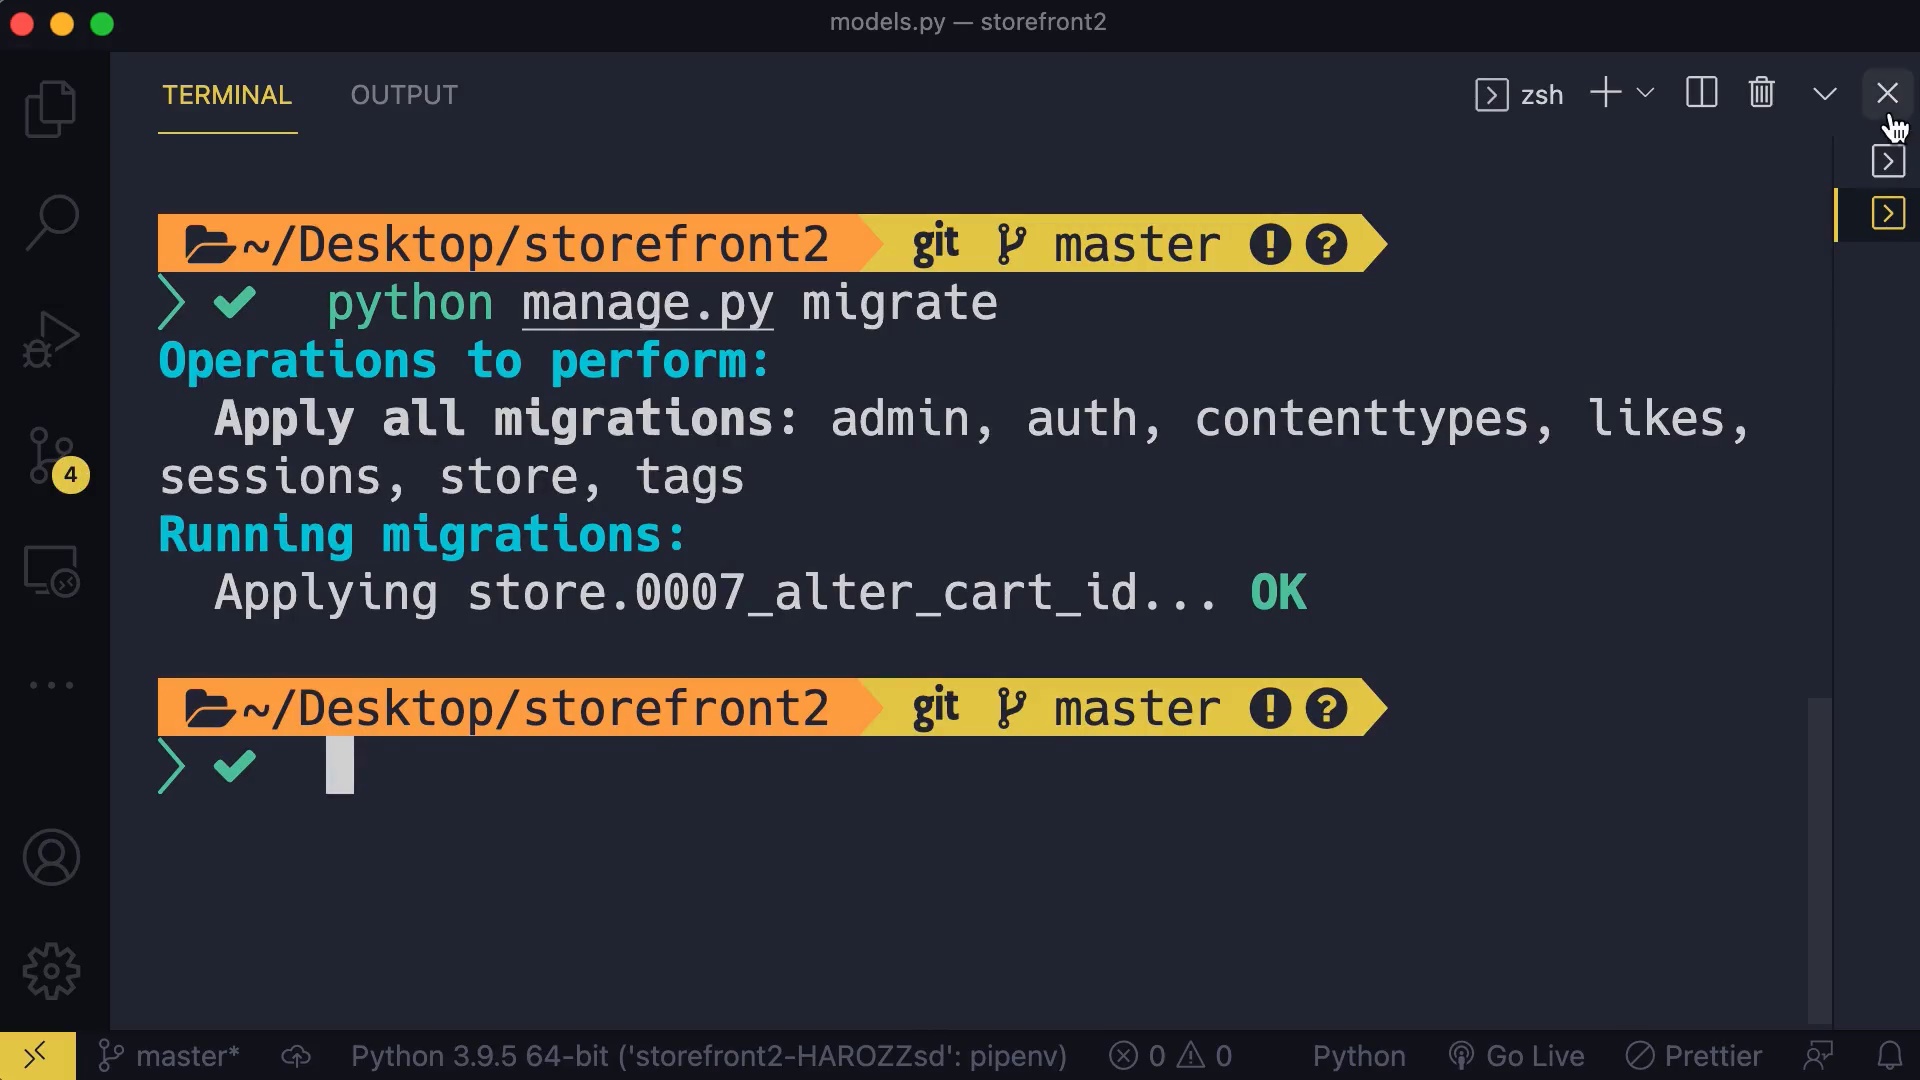 models.py — storefront2
TERMINAL OUTPUT zsh
~/Desktop/storefront2 git master
python manage.py migrate
Operations to perform:
Apply all migrations: admin, auth, contenttypes, likes,
sessions, store, tags
Running migrations:
Applying store.0007_alter_cart_id... OK
~/Desktop/storefront2 git master
4
master* Python 3.9.5 64-bit ('storefront2-HAROZZsd': pipenv) 0 0 Python Go Live Prettier